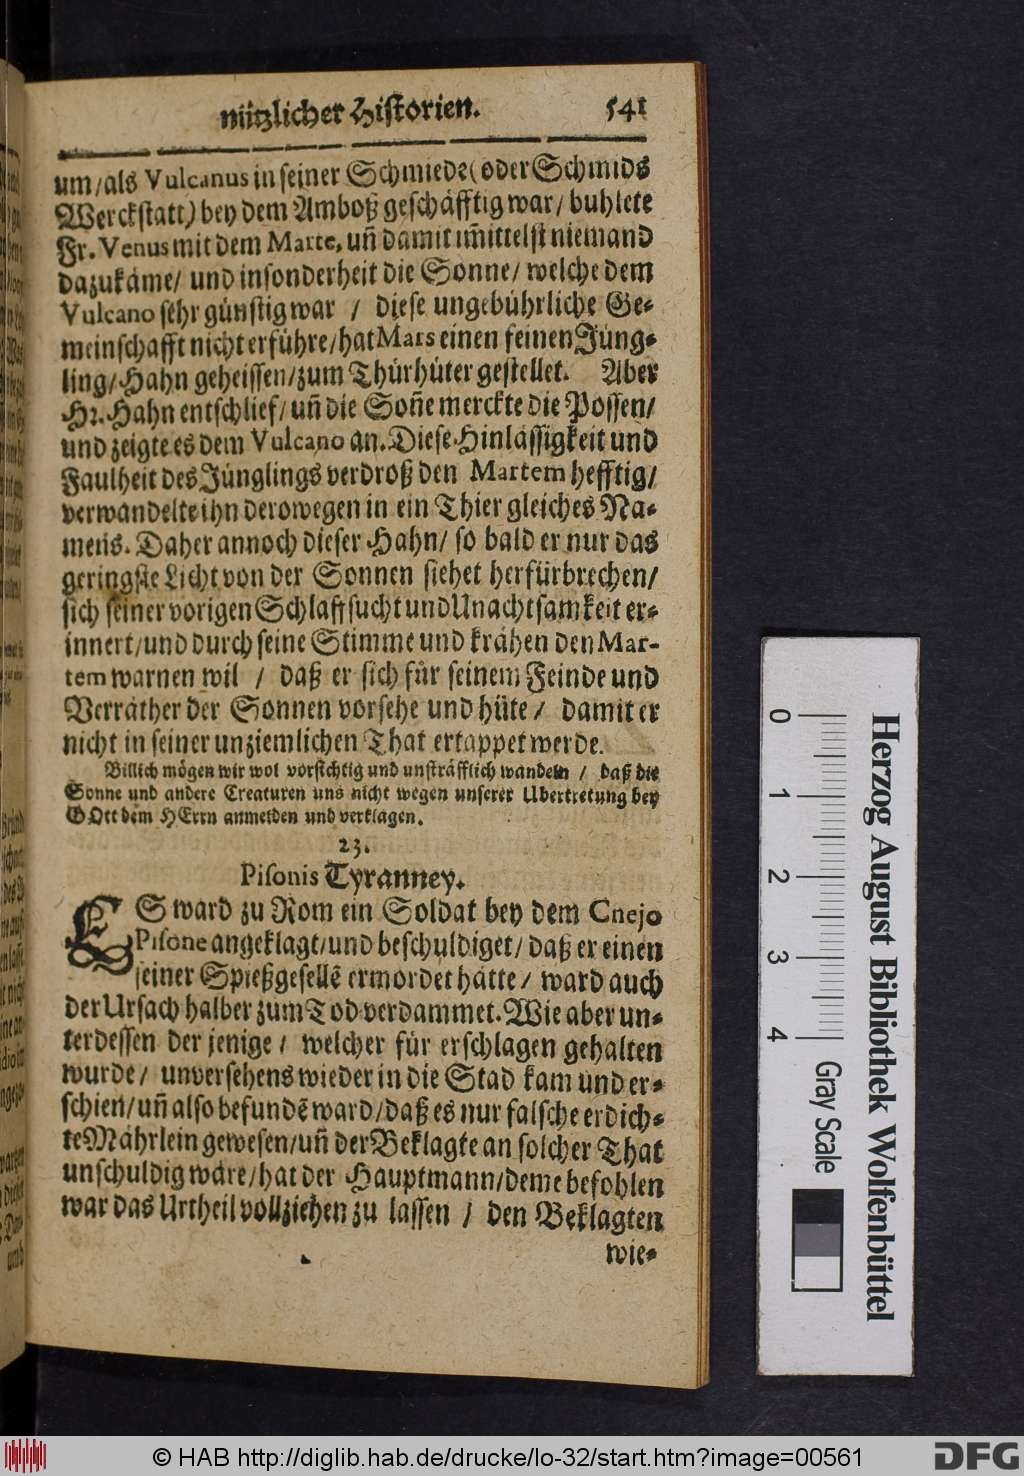 nützlicher Historien. 541
um/als Vulcanus in seiner Schmiede(oder Schmids
Werckstatt) bey dem Amboß geschäfftig war/ buhlete
Fr. Venus mit dem Marte, uñ damit im̃ittelst niemand
dazukäme/ und insonderheit die Sonne/ welche dem
Vulcano sehr günstig war / diese ungebührliche Ge-
meinschafft nicht erführe/hat Mars einen feinen Jüng-
ling/Hahn geheissen/zum Thürhüter gestellet. Aber
Hr. Hahn entschlief/ uñ die Soñe merckte die Possen/
und zeigte es dem Vulcano an. Diese Hinlässigkeit und
Faulheit des Jünglings verdroß den Martem hefftig/
verwandelte ihn derowegen in ein Thier gleiches Na-
mens. Daher annoch dieser Hahn/ so bald er nur das
geringste Licht von der Sonnen siehet herfürbrechen/
sich seiner vorigen Schlaffsucht und Unachtsamkeit er-
innert/und durch seine Stimme und krähen den Mar-
tem warnen wil / daß er sich für seinem Feinde und
Verräther der Sonnen vorsehe und hüte/ damit er
nicht in seiner unziemlichen That ertappet werde.
Billich mögen wir wol vorsichtig und unsträfflich wandeln / daß die
Sonne und andere Creaturen uns nicht wegen unserer Ubertretung bey
GOtt dem HErrn anmelden und verklagen.
23.
Pisonis Tyranney.
ES ward zu Rom ein Soldat bey dem Cnejo
Pisone angeklagt/und beschuldiget/ daß er einen
seiner Spießgesellẽ ermordet hätte/ ward auch
der Ursach halber zum Tod verdammet. Wie aber un-
terdessen der jenige / welcher für erschlagen gehalten
wurde/ unversehens wieder in die Stad kam und er-
schien/uñ also befundẽ ward/daß es nur falsche erdich-
te Mährlein gewesen/uñ der Beklagte an solcher That
unschuldig wäre/hat der Hauptmann/deme befohlen
war das Urtheil vollziehen zu lassen / den Beklagten
wie-
0
1
2
3
4
Gray Scale
Herzog August Bibliothek Wolfenbüttel
© HAB http://diglib.hab.de/drucke/lo-32/start.htm?image=00561
DFG